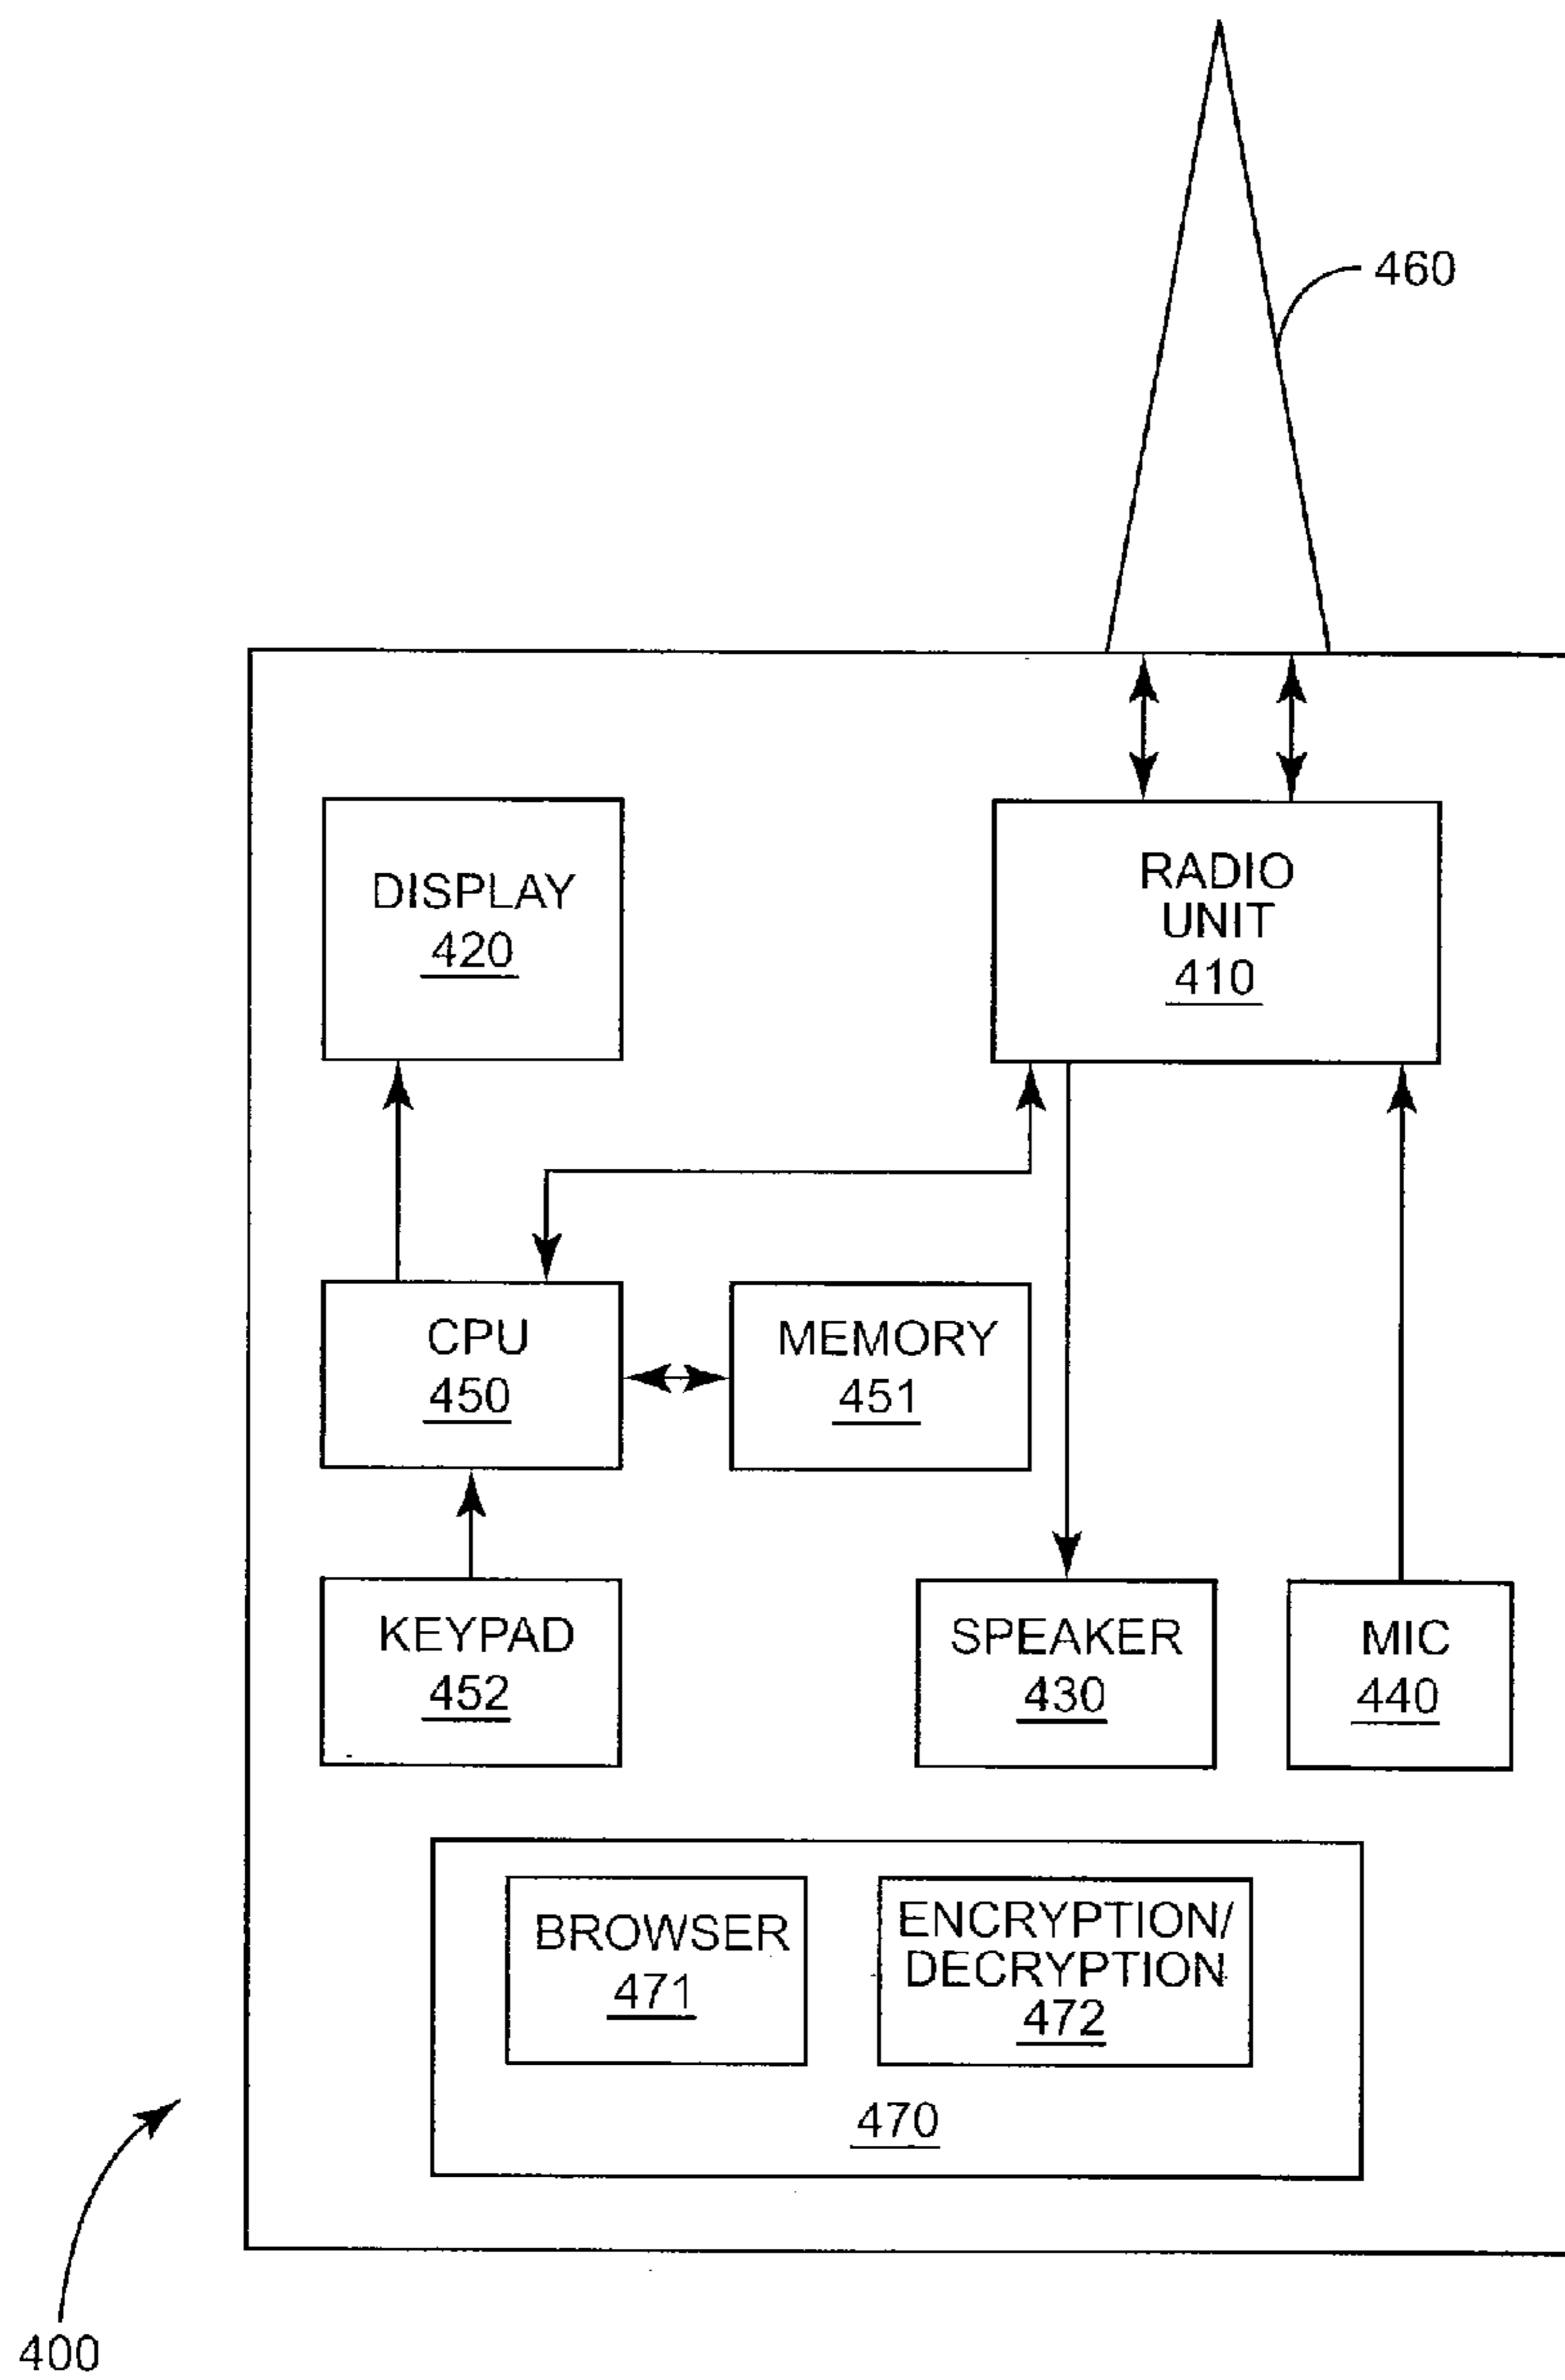 460
DISPLAY
420
RADIO
UNIT
410
CPU
450
MEMORY
451
KEYPAD
452
SPEAKER
430
MIC
440
BROWSER
471
ENCRYPTION/
DECRYPTION
472
470
400